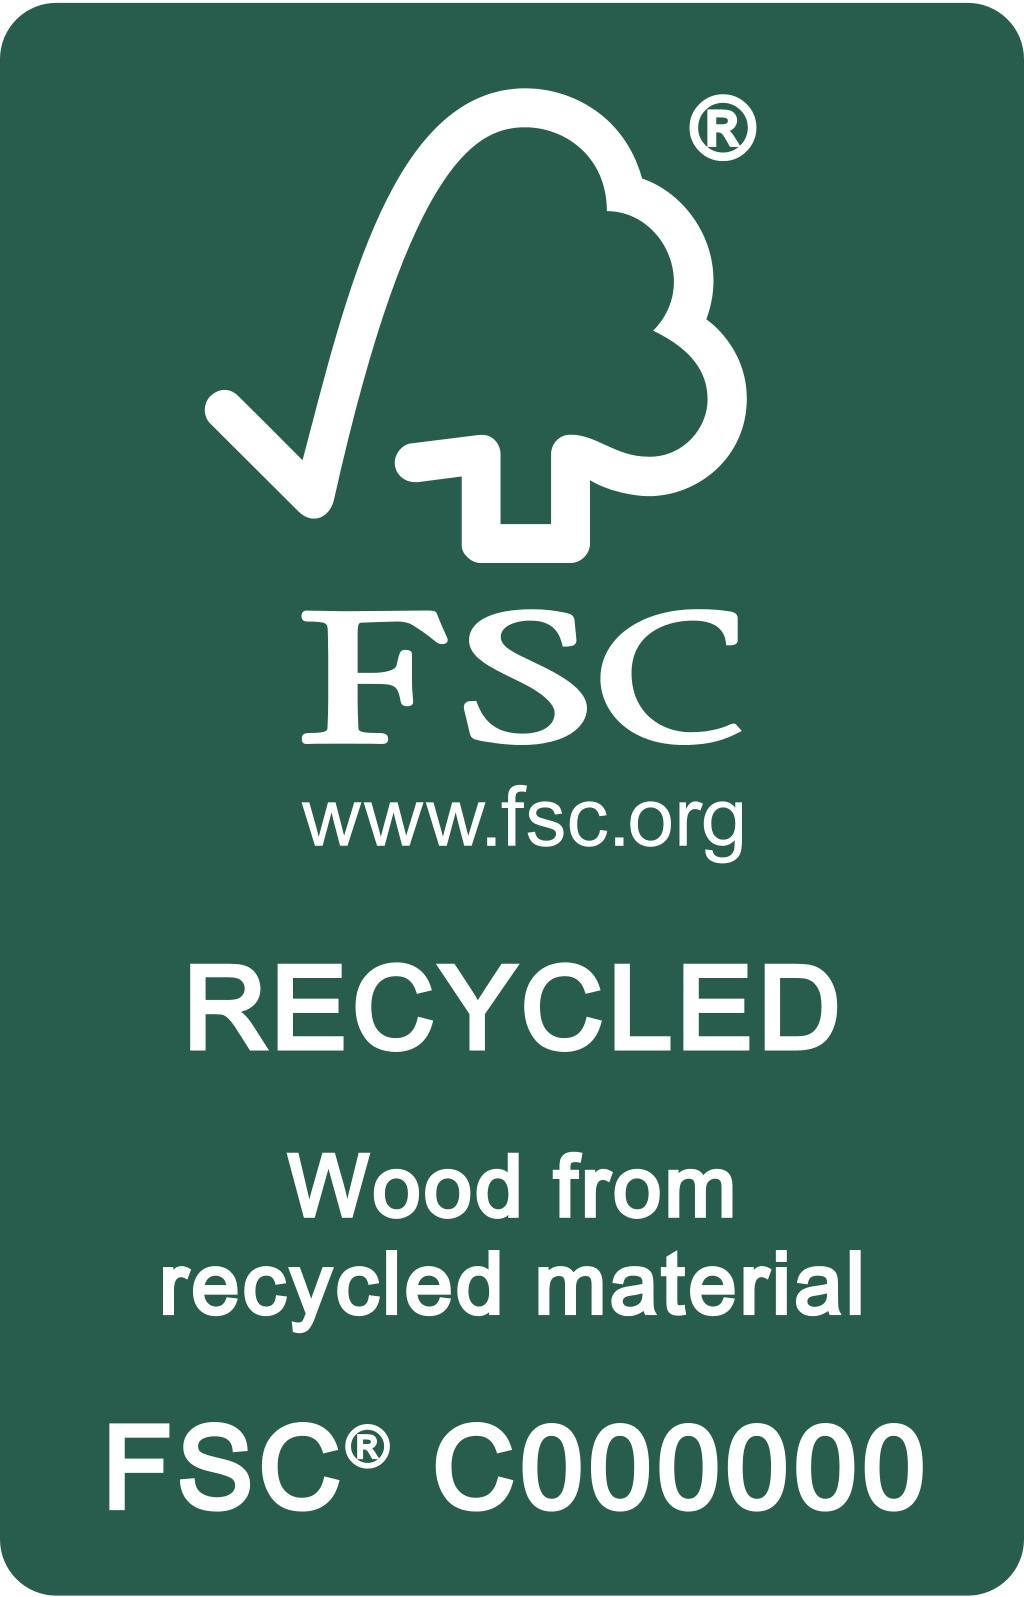 ®
FSC
www.fsc.org
RECYCLED
Wood from
recycled material
FSC® C000000